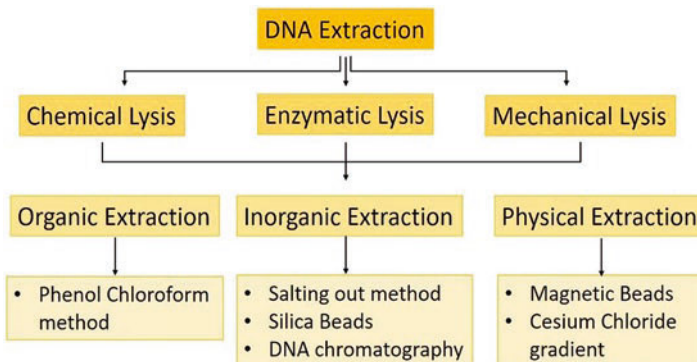 DNA Extraction
Chemical Lysis
Enzymatic Lysis
Mechanical Lysis
Organic Extraction
Inorganic Extraction
Physical Extraction
• Phenol Chloroform
method
• Salting out method
• Silica Beads
• DNA chromatography
• Magnetic Beads
• Cesium Chloride
gradient